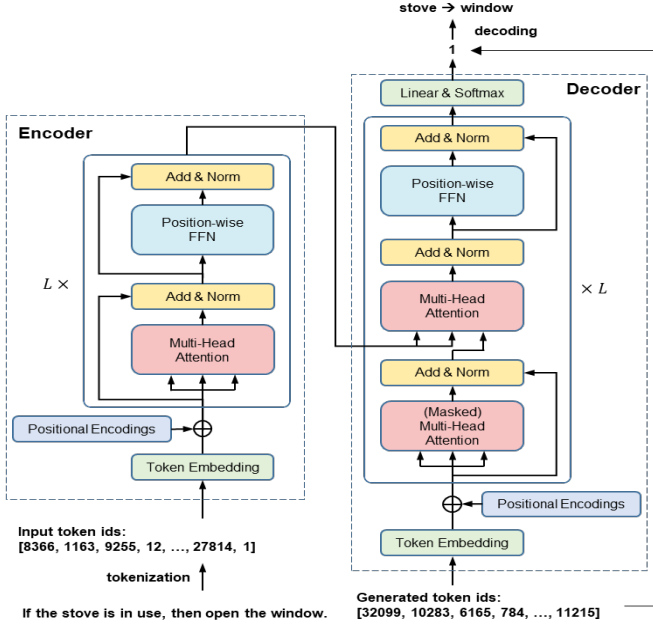 stove → window
decoding
1
Decoder
Linear & Softmax
Add & Norm
Position-wise
FFN
Add & Norm
Multi-Head
Attention
Add & Norm
(Masked)
Multi-Head
Attention
× L
Positional Encodings
Token Embedding
Generated token ids:
[32099, 10283, 6165, 784, ..., 11215]
Encoder
Add & Norm
Position-wise
FFN
L ×
Add & Norm
Multi-Head
Attention
Positional Encodings
Token Embedding
Input token ids:
[8366, 1163, 9255, 12, ..., 27814, 1]
tokenization
If the stove is in use, then open the window.